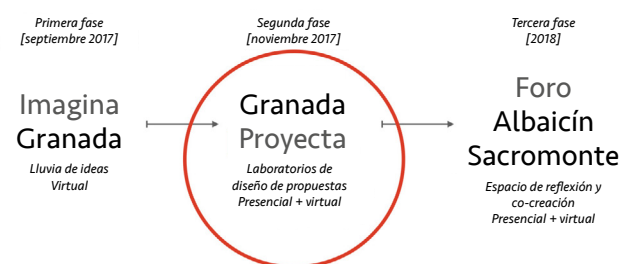 Primera fase
[septiembre 2017]
Imagina
Granada
Lluvia de ideas
Virtual
Segunda fase
[noviembre 2017]
Granada
Proyecta
Laboratorios de
diseño de propuestas
Presencial + virtual
Tercera fase
[2018]
Foro
Albaicín
Sacromonte
Espacio de reflexión y
co-creación
Presencial + virtual